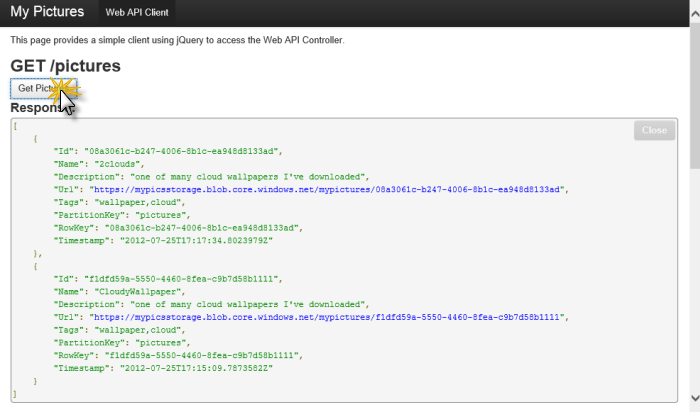 My Pictures Web API Client
This page provides a simple client using jQuery to access the Web API Controller.
GET /pictures
Get
Close
[
{
"Id": "08a3061c-b247-4006-8b1c-ea948d8133ad",
"Name": "2clouds",
"Description": "one of many cloud wallpapers I've downloaded",
"Url": "https://mypicsstorage.blob.core.windows.net/mypictures/08a3061c-b247-4006-8b1c-ea948d8133ad",
"Tags": "wallpaper,cloud",
"PartitionKey": "pictures",
"RowKey": "08a3061c-b247-4006-8b1c-ea948d8133ad",
"Timestamp": "2012-07-25T17:17:34.8023979Z"
},
{
"Id": "f1dfd59a-5550-4460-8fea-c9b7d58b1111",
"Name": "CloudyWallpaper",
"Description": "one of many cloud wallpapers I've downloaded",
"Url": "https://mypicsstorage.blob.core.windows.net/mypictures/f1dfd59a-5550-4460-8fea-c9b7d58b1111",
"Tags": "wallpaper,cloud",
"PartitionKey": "pictures",
"RowKey": "f1dfd59a-5550-4460-8fea-c9b7d58b1111",
"Timestamp": "2012-07-25T17:15:09.7873582Z"
}
]